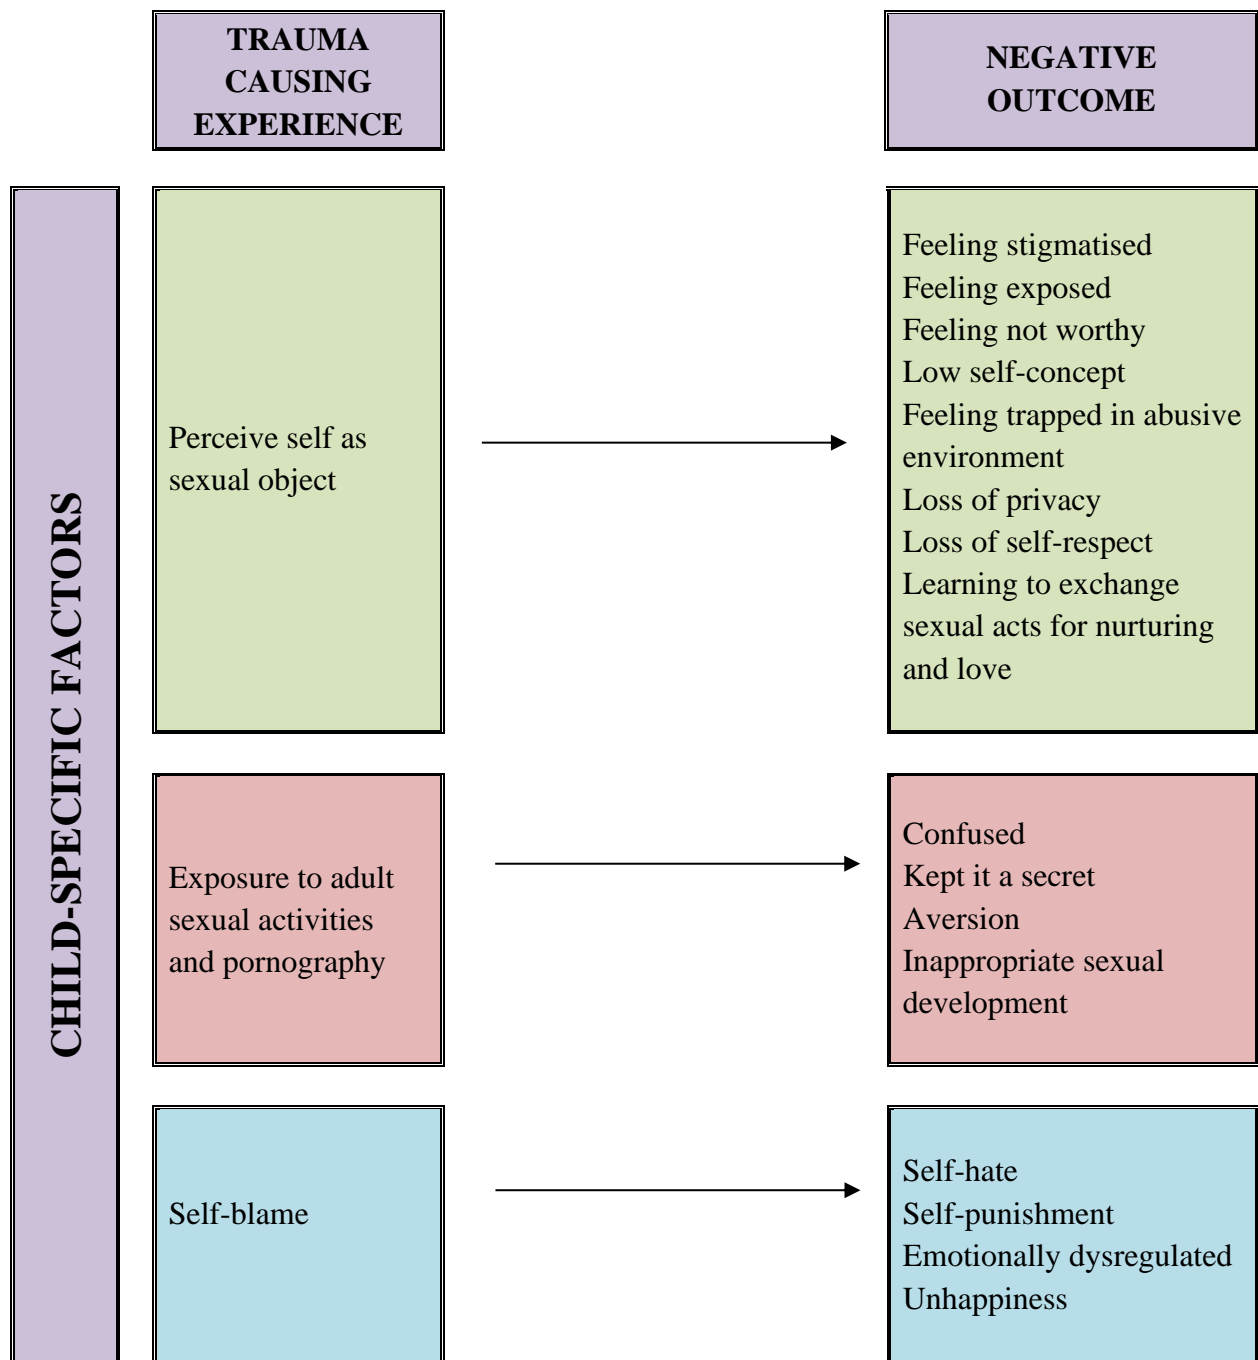 TRAUMA
CAUSING
EXPERIENCE
NEGATIVE
OUTCOME
CHILD-SPECIFIC FACTORS
Perceive self as
sexual object
Feeling stigmatised
Feeling exposed
Feeling not worthy
Low self-concept
Feeling trapped in abusive
environment
Loss of privacy
Loss of self-respect
Learning to exchange
sexual acts for nurturing
and love
Exposure to adult
sexual activities
and pornography
Confused
Kept it a secret
Aversion
Inappropriate sexual
development
Self-blame
Self-hate
Self-punishment
Emotionally dysregulated
Unhappiness